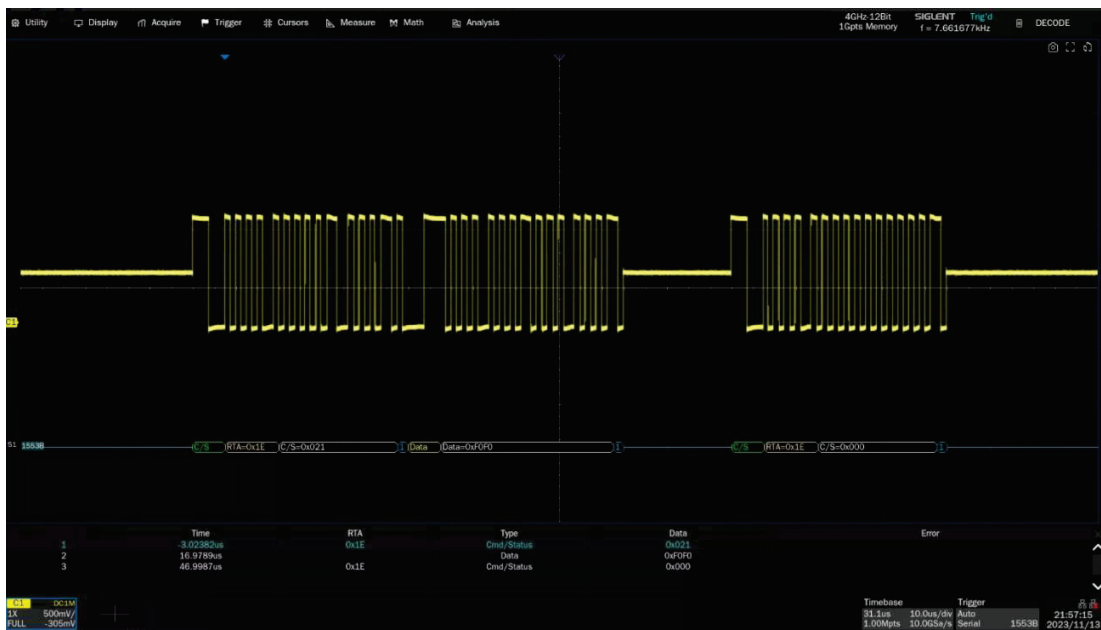 Utility Display Acquire Trigger Cursors Measure Math Analysis 4GHz-12Bit SIGLENT Trig'd DECODE
1Gpts Memory f = 7.661677kHz
C1
S1 1553B C/S RTA=0x1E C/S=0x021 1 Data Data=0xF0F0 1 C/S RTA=0x1E C/S=0x000 1
Time RTA Type Data Error
1 -3.02382us 0x1E Cmd/Status 0x021
2 16.9789us Data 0xF0F0
3 46.9987us 0x1E Cmd/Status 0x000
C1 DC1M Timebase Trigger
1X 500mV/ 31.1us 10.0us/div Auto 21:57:15
FULL -305mV 1.00Mpts 10.0GSa/s Serial 1553B 2023/11/13